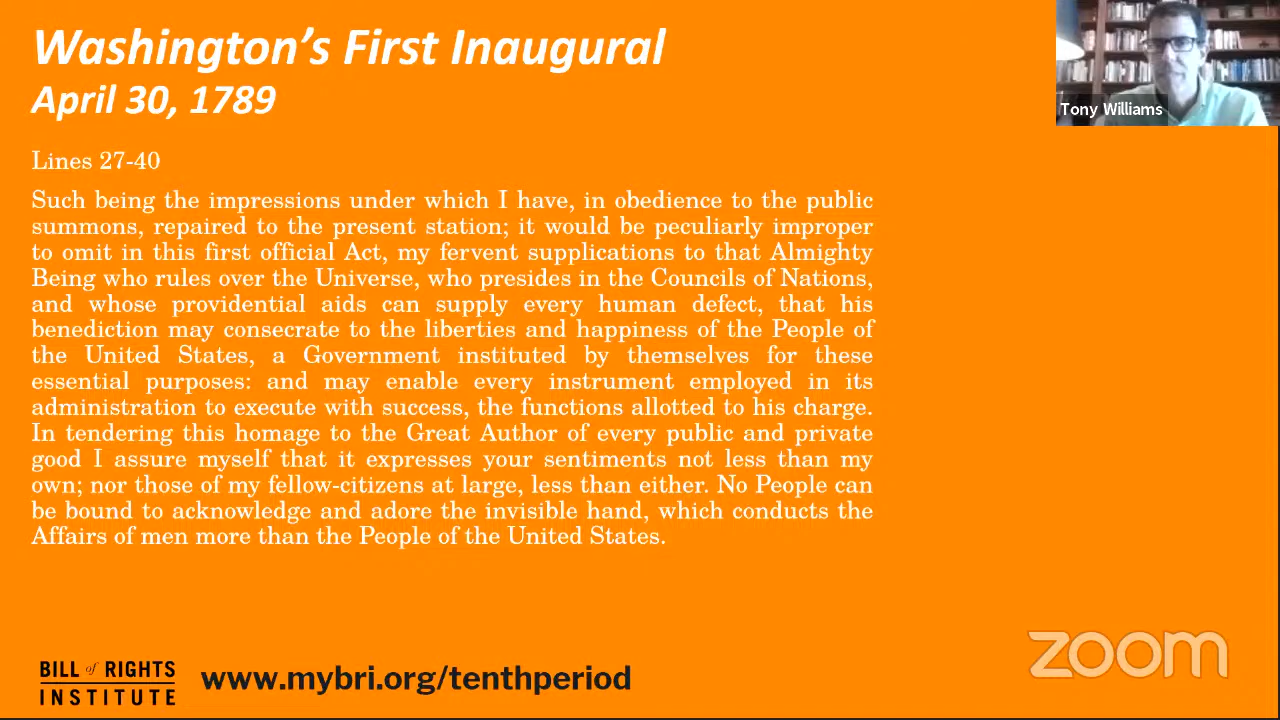 Washington's First Inaugural
April 30, 1789
Tony Williams
Lines 27-40
Such being the impressions under which I have, in obedience to the public
summons, repaired to the present station; it would be peculiarly improper
to omit in this first official Act, my fervent supplications to that Almighty
Being who rules over the Universe, who presides in the Councils of Nations,
and whose providential aids can supply every human defect, that his
benediction may consecrate to the liberties and happiness of the People of
the United States, a Government instituted by themselves for these
essential purposes: and may enable every instrument employed in its
administration to execute with success, the functions allotted to his charge.
In tendering this homage to the Great Author of every public and private
good I assure myself that it expresses your sentiments not less than my
own; nor those of my fellow-citizens at large, less than either. No People can
be bound to acknowledge and adore the invisible hand, which conducts the
Affairs of men more than the People of the United States.
BILL of RIGHTS
INSTITUTE
www.mybri.org/tenthperiod
zoom